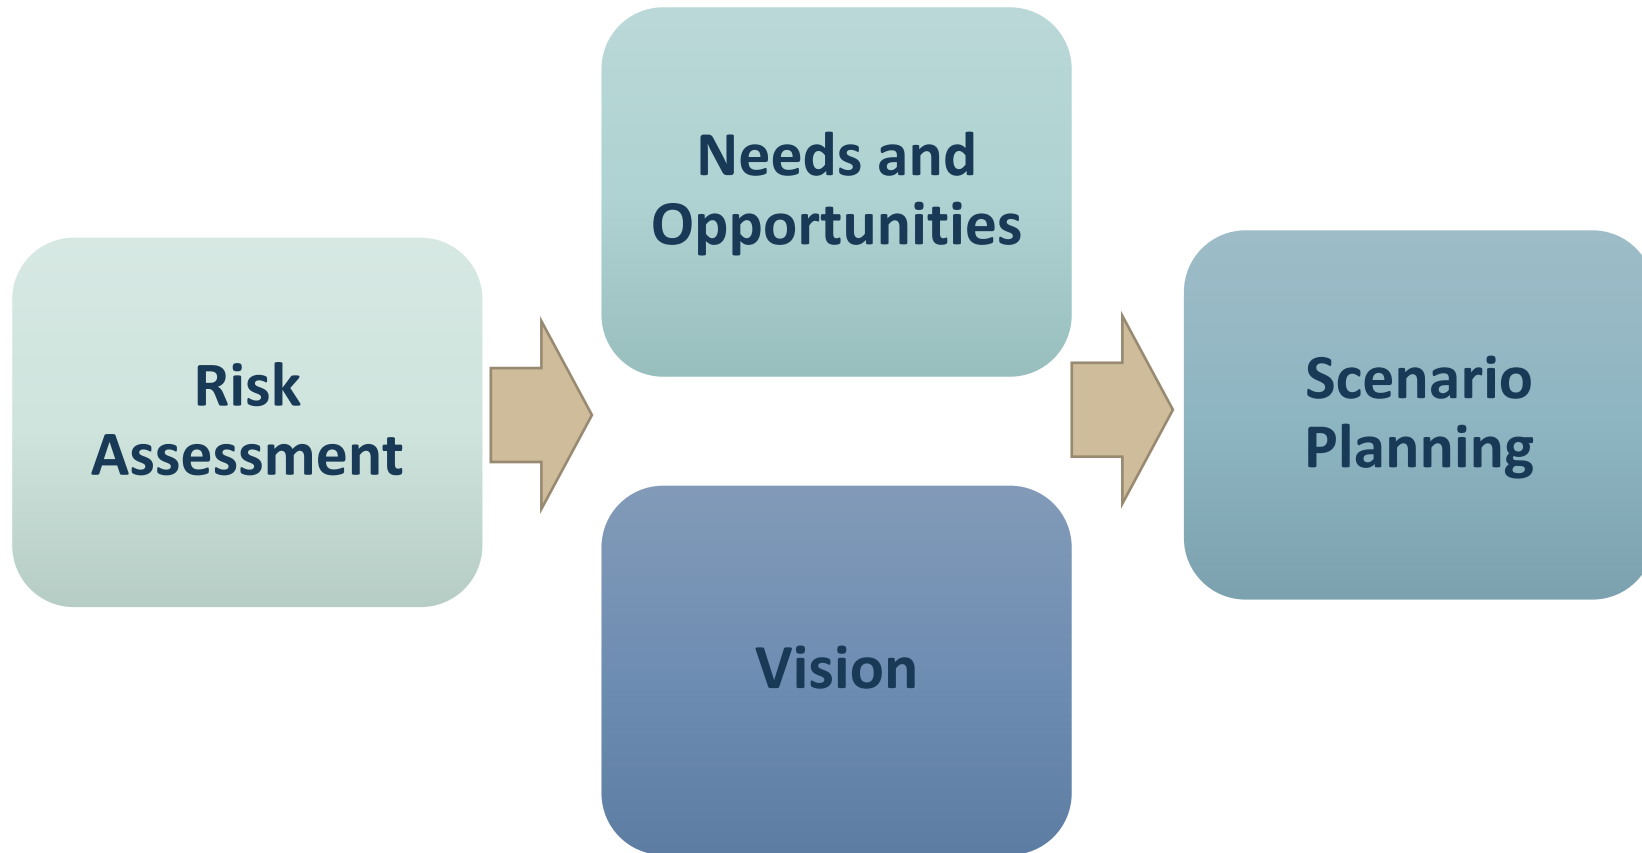 Risk
Assessment
Needs and
Opportunities
Vision
Scenario
Planning